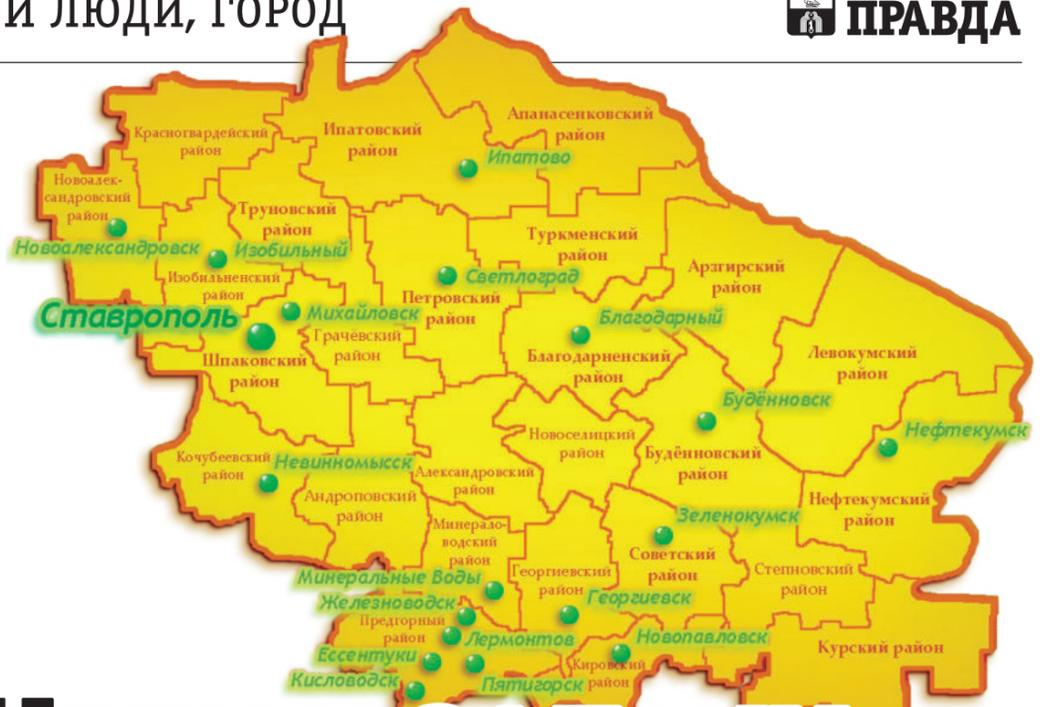 И ЛЮДИ, ГОРОД
ПРАВДА
Апанасенковский
район
Красногвардейский
район
Ипатовский
район
Ипатово
Новоалек-
сандровский
район
Труновский
район
Новоалександровск
Изобильный
Туркменский
район
Арзгирский
район
Изобильненский
район
Светлоград
Петровский
район
Ставрополь
Михайловск
Благодарный
Грачёвский
район
Шпаковский
район
Благодарненский
район
Левокумский
район
Будённовск
Нефтекумск
Новоселицкий
район
Будённовский
район
Кочубеевский
район
Невинномысск
Александровский
район
Андроповский
район
Нефтекумский
район
Зеленокумск
Минерало-
водский
район
Советский
район
Георгиевский
район
Степновский
район
Минеральные Воды
Железноводск
Георгиевск
Предгорный
район
Лермонтов
Новопавловск
Курский район
Ессентуки
Кировский
район
Кисловодск
Пятигорск